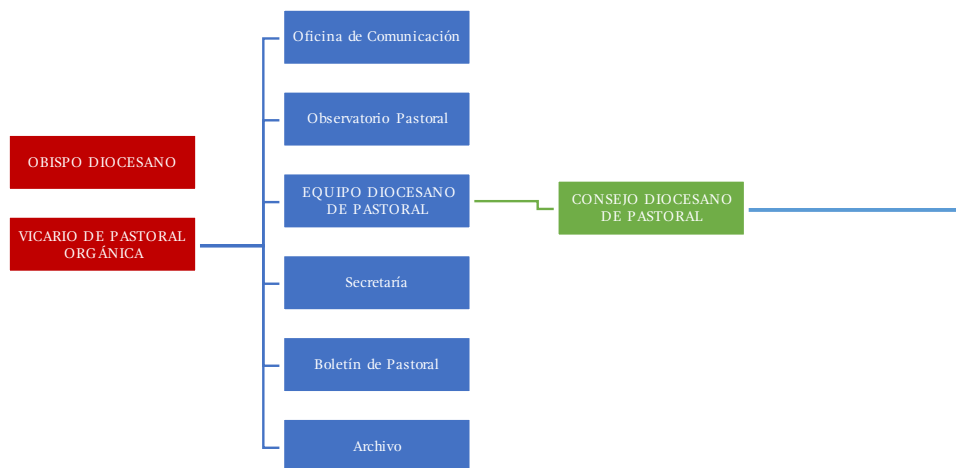 OBISPO DIOCESANO
VICARIO DE PASTORAL
ORGÁNICA
Oficina de Comunicación
Observatorio Pastoral
EQUIPO DIOCESANO
DE PASTORAL
Secretaría
Boletín de Pastoral
Archivo
CONSEJO DIOCESANO
DE PASTORAL